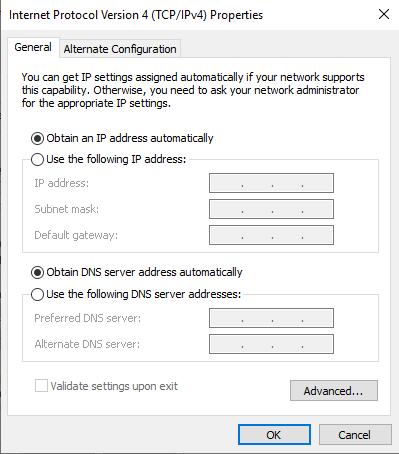 Internet Protocol Version 4 (TCP/IPv4) Properties
General
Alternate Configuration
You can get IP settings assigned automatically if your network supports
this capability. Otherwise, you need to ask your network administrator
for the appropriate IP settings.
Obtain an IP address automatically
Use the following IP address:
IP address:
Subnet mask:
Default gateway:
Obtain DNS server address automatically
Use the following DNS server addresses:
Preferred DNS server:
Alternate DNS server:
Validate settings upon exit
Advanced...
OK
Cancel